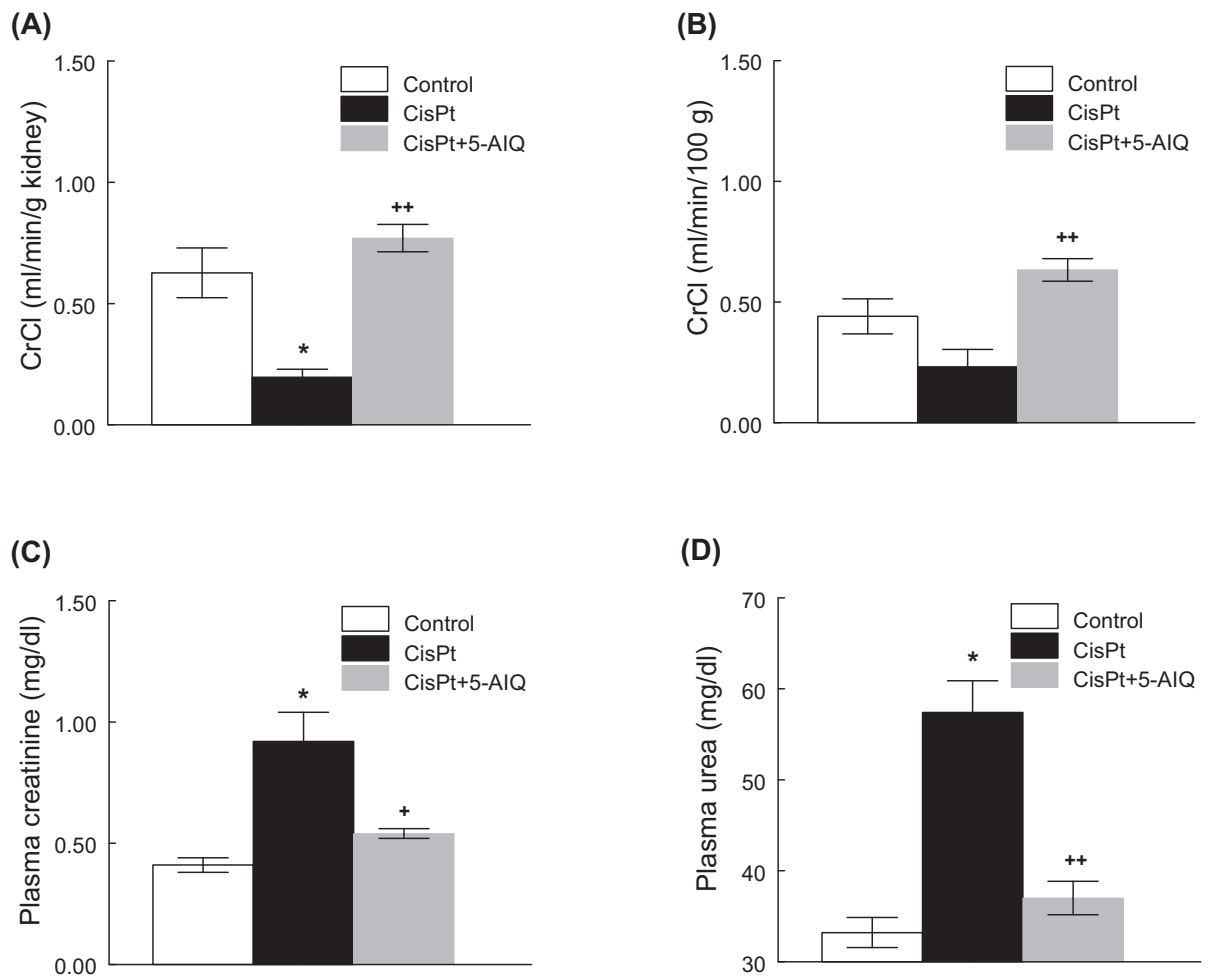 (A)
CrCl (ml/min/g kidney)
1.50
1.00
0.50
0.00
Control
CisPt
CisPt+5-AIQ
*
++
(B)
CrCl (ml/min/100 g)
1.50
1.00
0.50
0.00
Control
CisPt
CisPt+5-AIQ
++
(C)
Plasma creatinine (mg/dl)
1.50
1.00
0.50
0.00
Control
CisPt
CisPt+5-AIQ
*
+
(D)
Plasma urea (mg/dl)
70
60
50
40
30
Control
CisPt
CisPt+5-AIQ
*
++